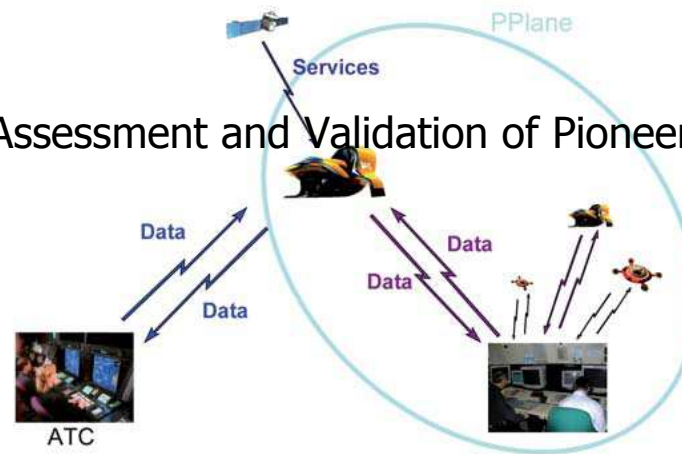 PPlane
Services
Assessment and Validation of Pioneer
Data
Data
Data
Data
ATC